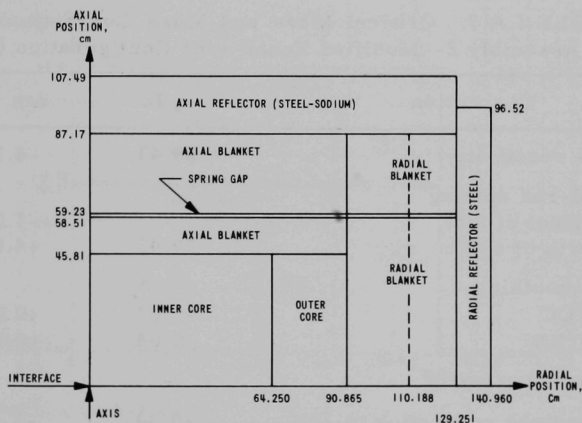 AXIAL
POSITION,
cm
107.49
AXIAL REFLECTOR (STEEL-SODIUM)
96.52
87.17
AXIAL BLANKET
RADIAL
BLANKET
SPRING GAP
59.23
58.51
AXIAL BLANKET
45.81
RADIAL
BLANKET
RADIAL REFLECTOR (STEEL)
INNER CORE
OUTER
CORE
INTERFACE
RADIAL
POSITION,
Cm
64.250
90.865
110.188
140.960
129.251
AXIS